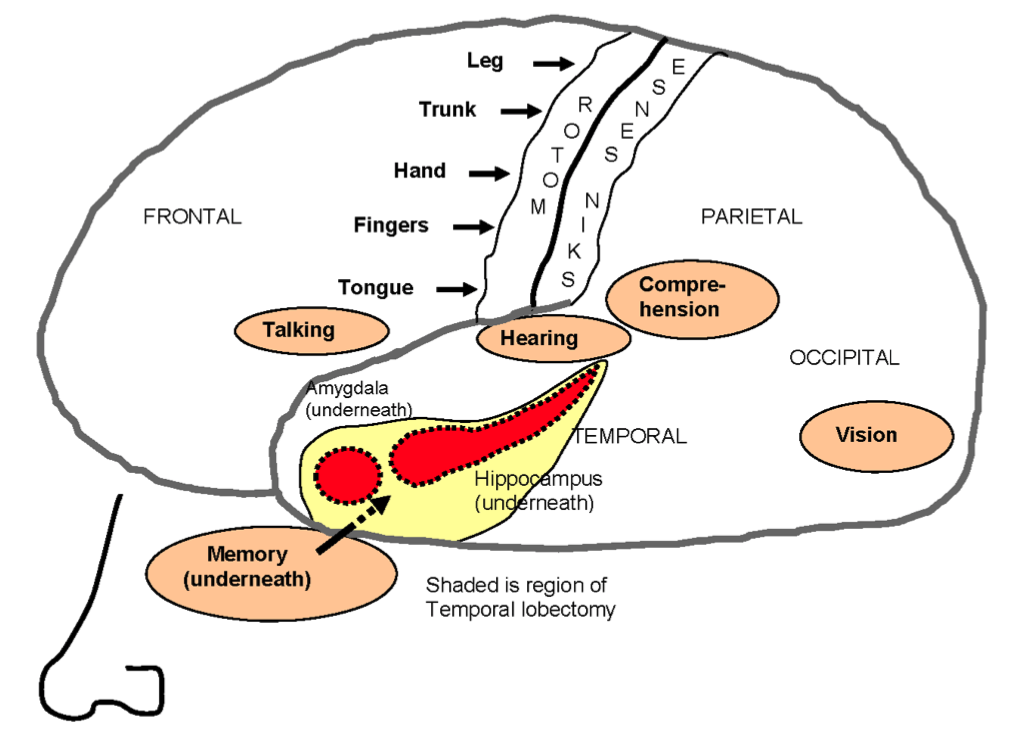 Leg
Trunk
Hand
Fingers
Tongue
MOTOR
SKIN SENSE
FRONTAL
PARIETAL
Talking
Hearing
Compre-
hension
OCCIPITAL
Amygdala
(underneath)
TEMPORAL
Vision
Hippocampus
(underneath)
Memory
(underneath)
Shaded is region of
Temporal lobectomy